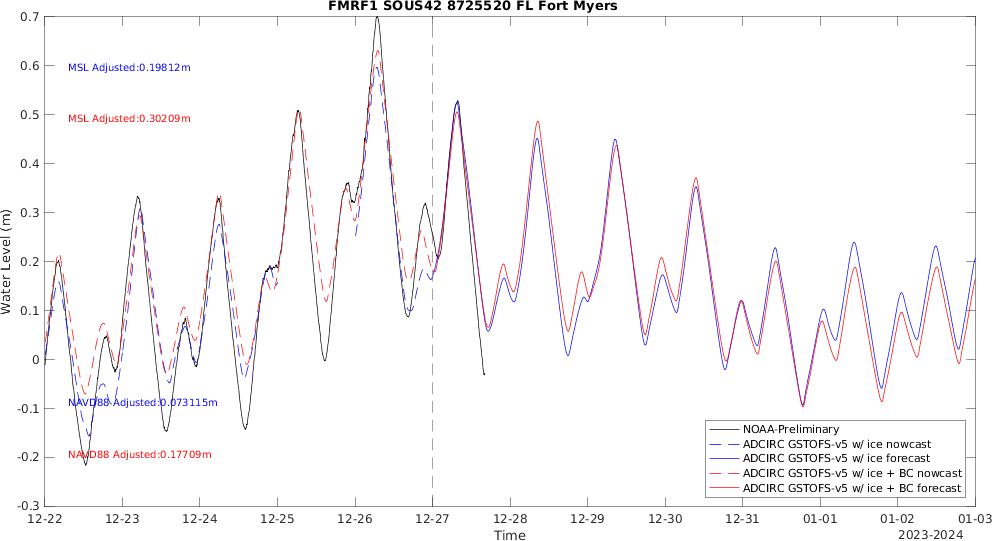 FMRF1 SOUS42 8725520 FL Fort Myers
0.7
0.6
0.5
0.4
0.3
0.2
0.1
0
-0.1
-0.2
-0.3
Water Level (m)
MSL Adjusted:0.19812m
MSL Adjusted:0.30209m
NAVD88 Adjusted:0.073115m
NAVD88 Adjusted:0.17709m
NOAA-Preliminary
ADCIRC GSTOFS-v5 w/ ice nowcast
ADCIRC GSTOFS-v5 w/ ice forecast
ADCIRC GSTOFS-v5 w/ ice + BC nowcast
ADCIRC GSTOFS-v5 w/ ice + BC forecast
12-22 12-23 12-24 12-25 12-26 12-27 12-28 12-29 12-30 12-31 01-01 01-02 01-03
Time
2023-2024